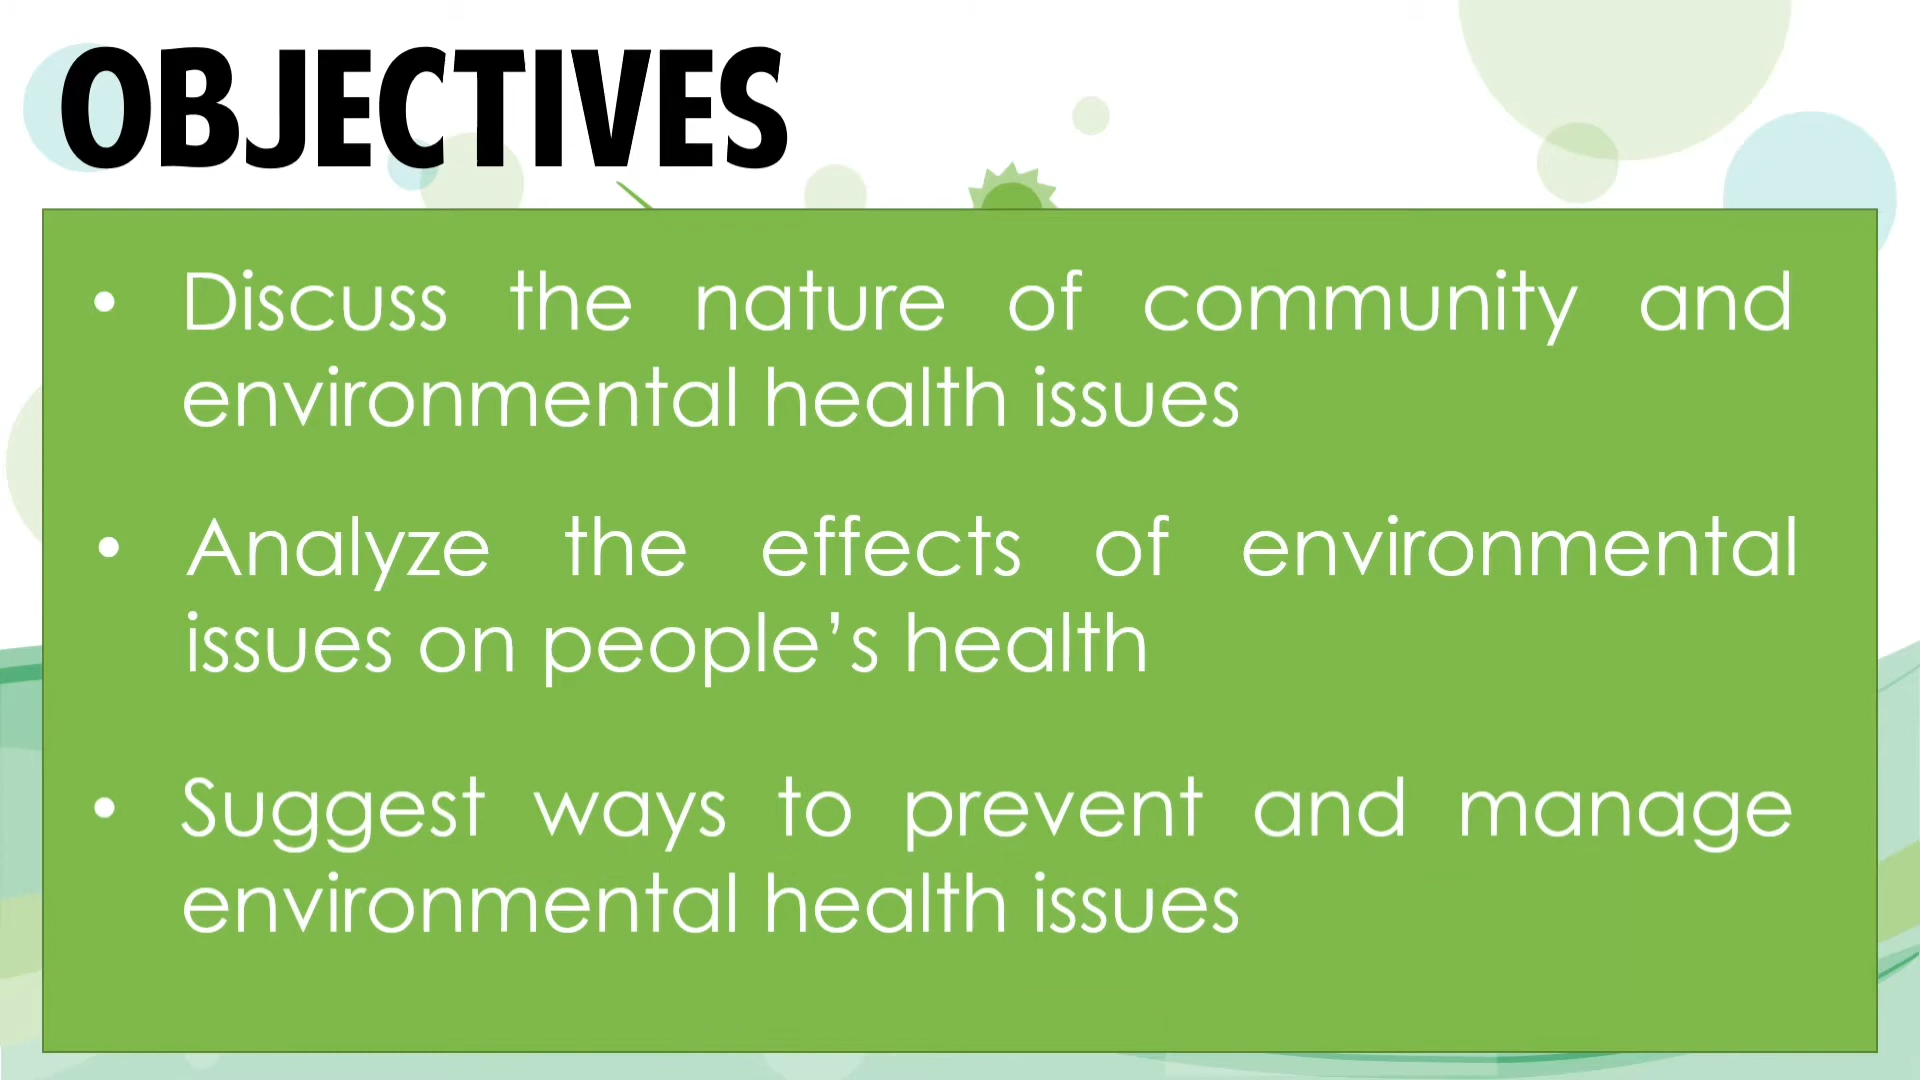 OBJECTIVES
• Discuss the nature of community and
environmental health issues
• Analyze the effects of environmental
issues on people’s health
• Suggest ways to prevent and manage
environmental health issues